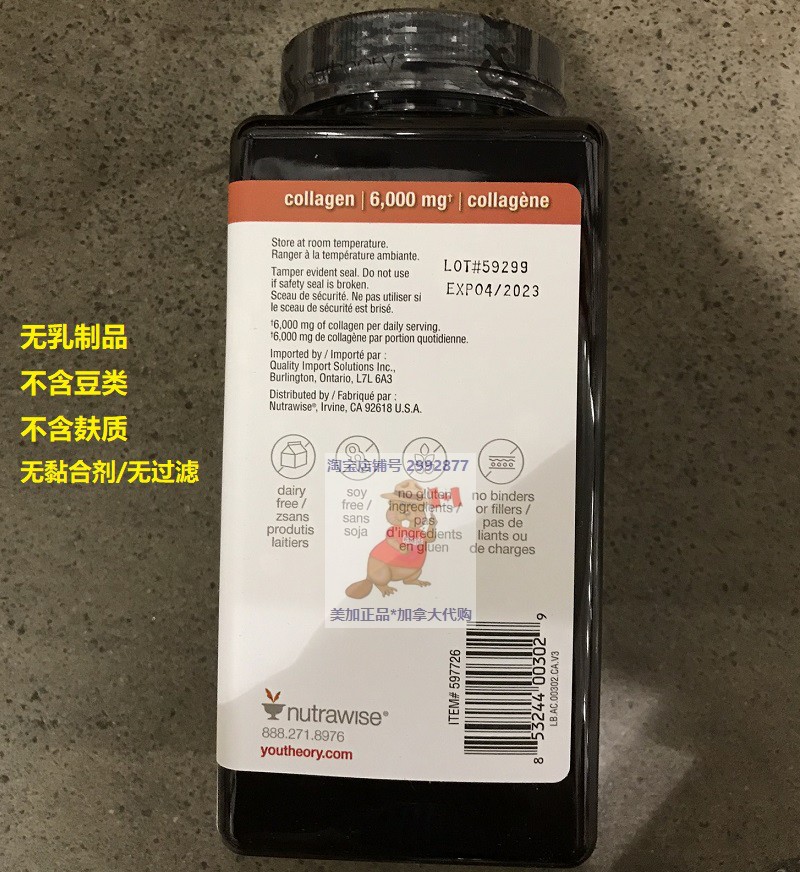 collagen | 6,000 mg† | collagène
Store at room temperature.
Ranger à la température ambiante.
Tamper evident seal. Do not use
if safety seal is broken.
Sceau de sécurité. Ne pas utiliser si
le sceau de sécurité est brisé.
LOT#59299
EXP04/2023
†6,000 mg of collagen per daily serving.
†6,000 mg de collagène par portion quotidienne.
Imported by / Importé par :
Quality Import Solutions Inc.,
Burlington, Ontario, L7L 6A3
Distributed by / Fabriqué par :
Nutrawise®, Irvine, CA 92618 U.S.A.
无乳制品
不含豆类
不含麸质
无黏合剂/无过滤
淘宝店铺号 2992877
dairy
free /
zsans
produtis
laitiers
soy
free /
sans
soja
no gluten
ingredients /
pas
d'ingredients
en gluen
no binders
or fillers /
pas de
liants ou
de charges
美加正品*加拿大代购
ITEM# 597726
8 53244 00302 9
LB.AC.00302.CA.V3
nutrawise®
888.271.8976
youtheory.com